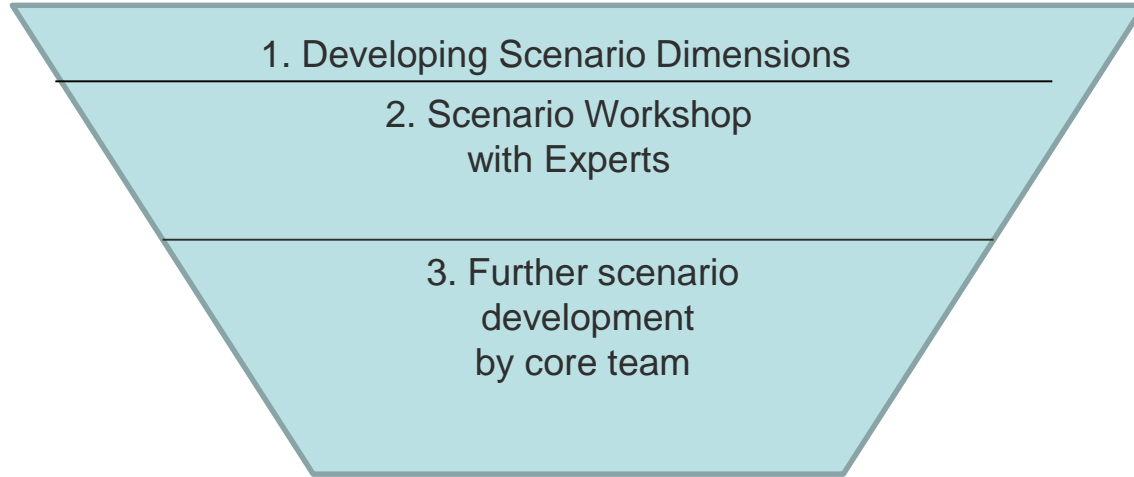 1. Developing Scenario Dimensions
2. Scenario Workshop
with Experts
3. Further scenario
development
by core team